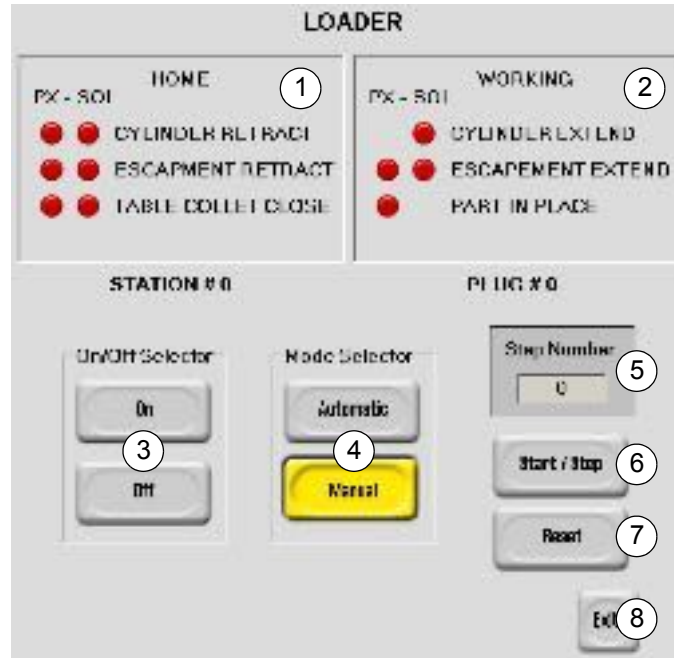 LOADER
HOME
1
PX - SOL
CYLINDER RETRACT
ESCAPMENT RETRACT
TABLE COLLET CLOSE
WORKING
2
PX - SOL
CYLINDER EXTEND
ESCAPEMENT EXTEND
PART IN PLACE
STATION # 0
PLUG # 0
On/Off Selector
On
3
Off
Mode Selector
Automatic
4
Manual
Step Number
5
0
Start / Stop
6
Reset
7
Exit
8